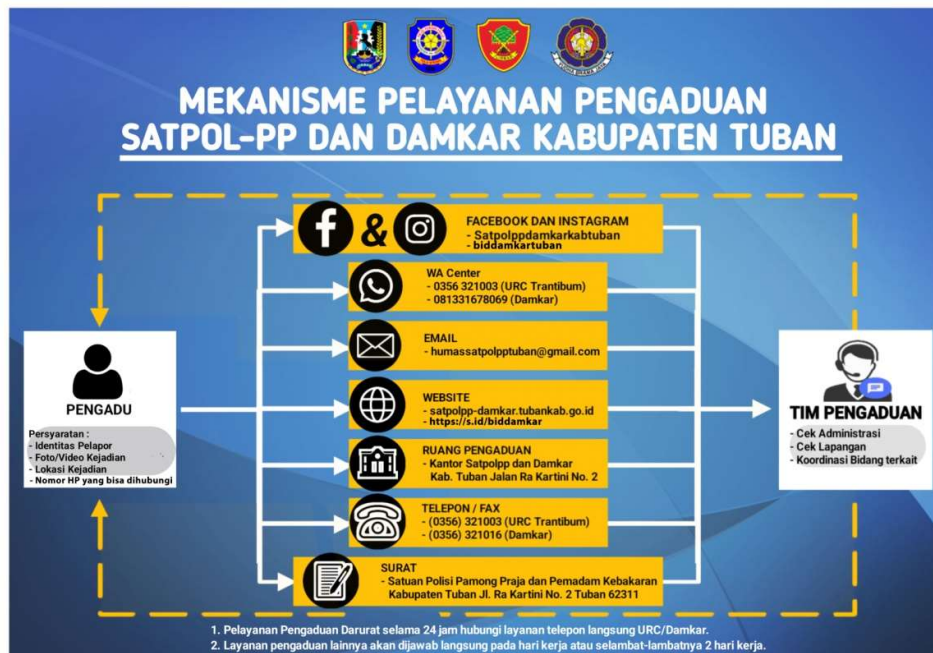 MEKANISME PELAYANAN PENGADUAN
SATPOL-PP DAN DAMKAR KABUPATEN TUBAN
FACEBOOK DAN INSTAGRAM
- Satpolppdamkarkabtuban
- biddamkartuban
&
WA Center
- 0356 321003 (URC Trantibum)
- 081331678069 (Damkar)
EMAIL
- humassatpolpptuban@gmail.com
WEBSITE
- satpolpp-damkar.tubankab.go.id
- https://s.id/biddamkar
RUANG PENGADUAN
- Kantor Satpolpp dan Damkar
Kab. Tuban Jalan Ra Kartini No. 2
TELEPON / FAX
- (0356) 321003 (URC Trantibum)
- (0356) 321016 (Damkar)
SURAT
- Satuan Polisi Pamong Praja dan Pemadam Kebakaran
Kabupaten Tuban Jl. Ra Kartini No. 2 Tuban 62311
PENGADU
Persyaratan :
- Identitas Pelapor
- Foto/Video Kejadian
- Lokasi Kejadian
- Nomor HP yang bisa dihubungi
TIM PENGADUAN
- Cek Administrasi
- Cek Lapangan
- Koordinasi Bidang terkait
1. Pelayanan Pengaduan Darurat selama 24 jam hubungi layanan telepon langsung URC/Damkar.
2. Layanan pengaduan lainnya akan dijawab langsung pada hari kerja atau selambat-lambatnya 2 hari kerja.